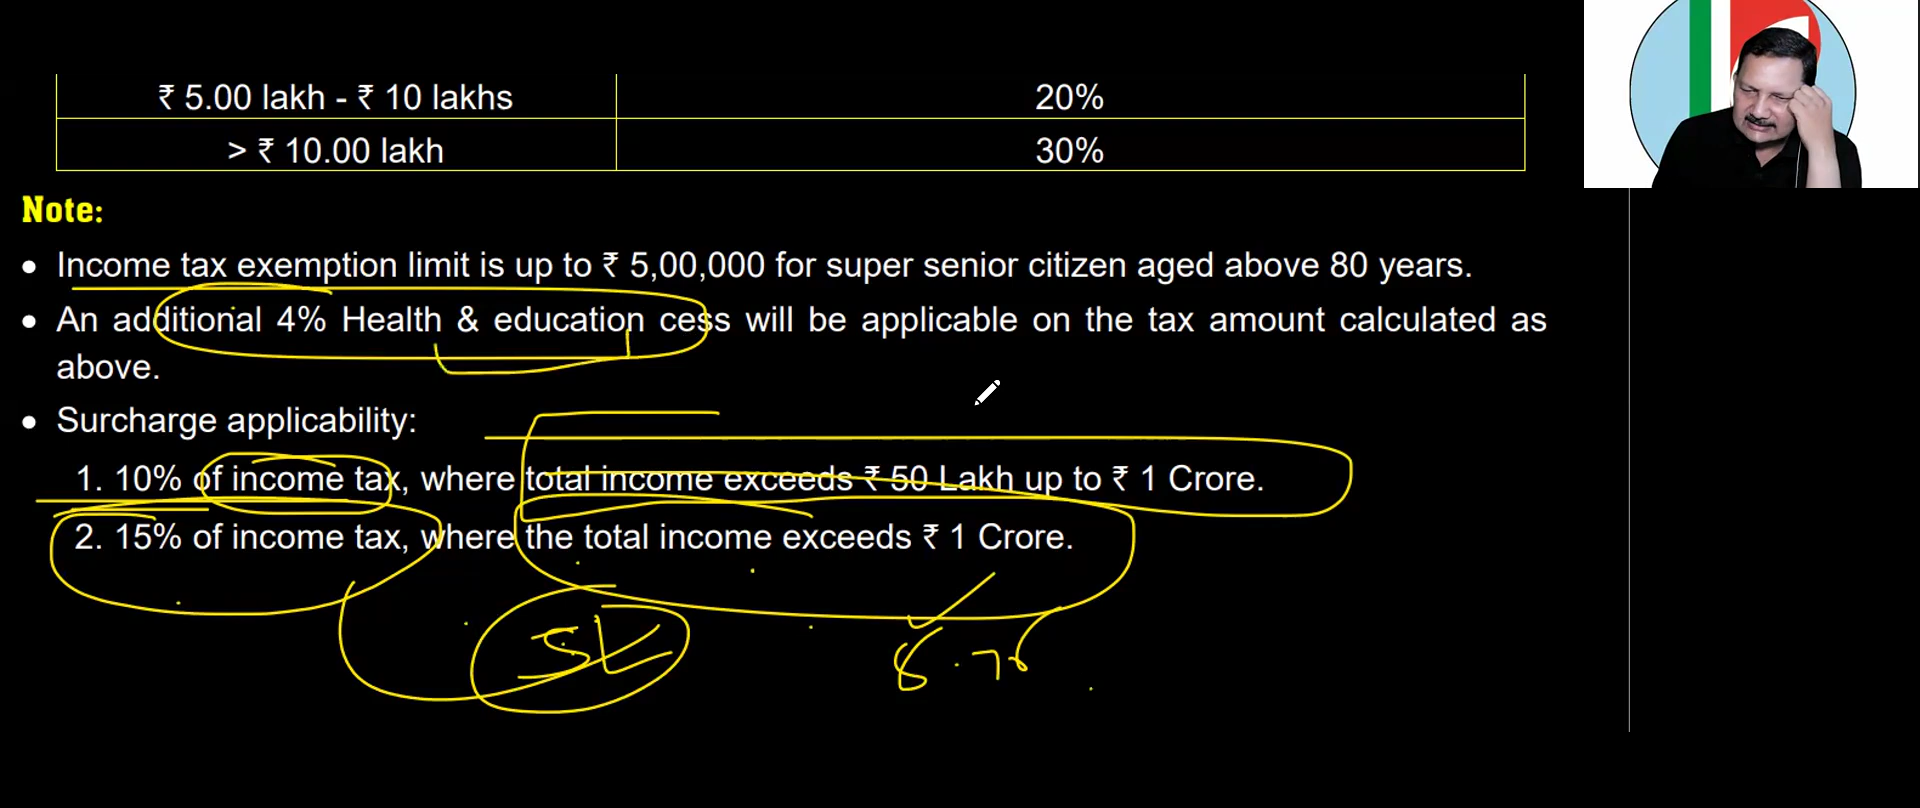 ₹ 5.00 lakh - ₹ 10 lakhs 20%
> ₹ 10.00 lakh 30%
Note:
• Income tax exemption limit is up to ₹ 5,00,000 for super senior citizen aged above 80 years.
• An additional 4% Health & education cess will be applicable on the tax amount calculated as
above.
• Surcharge applicability:
1. 10% of income tax, where total income exceeds ₹ 50 Lakh up to ₹ 1 Crore.
2. 15% of income tax, where the total income exceeds ₹ 1 Crore.
5L